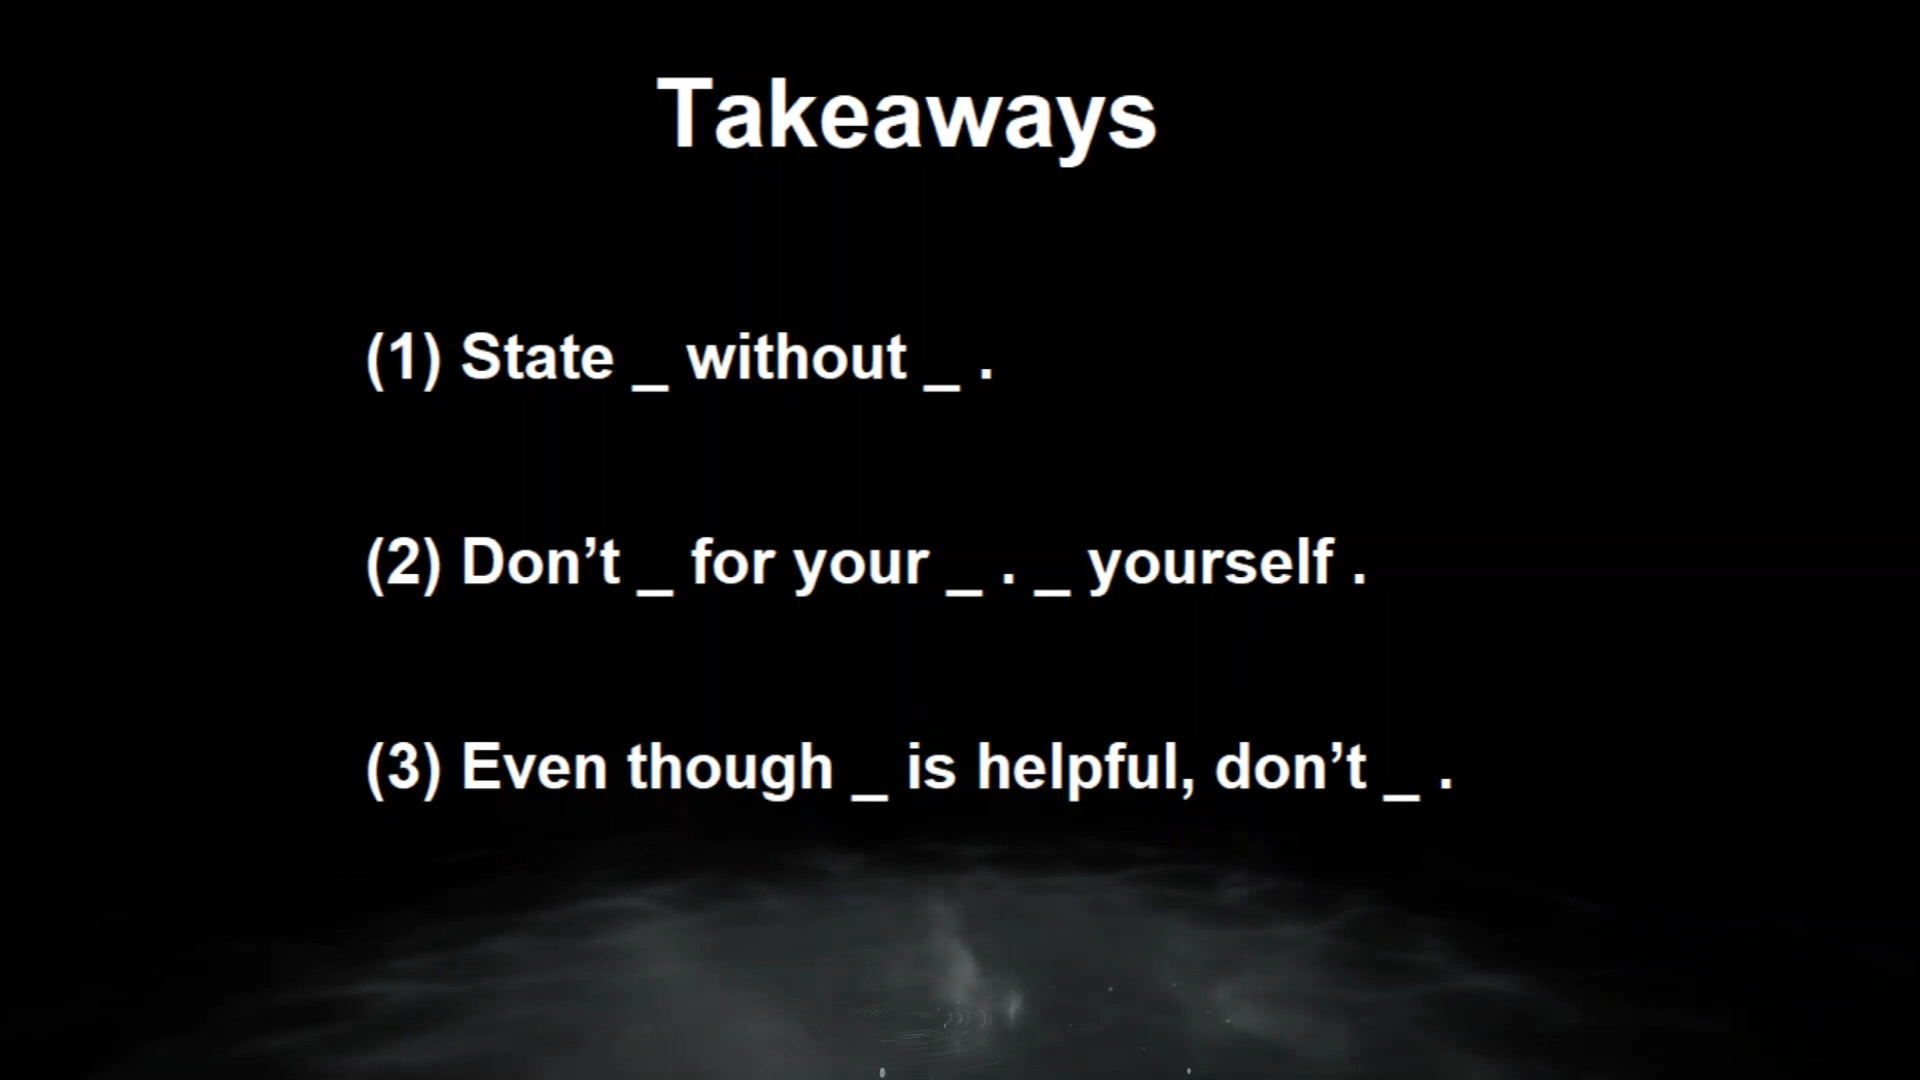 Takeaways
(1) State _ without _ .
(2) Don’t _ for your _ . _ yourself .
(3) Even though _ is helpful, don’t _ .